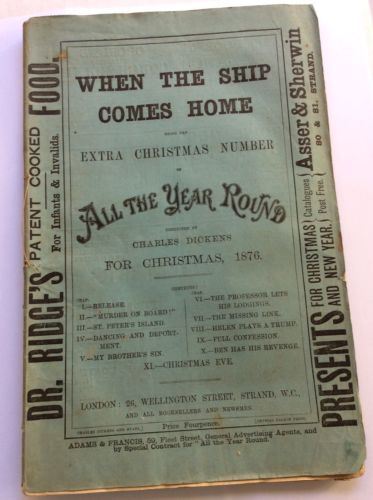 WHEN THE SHIP
COMES HOME
BEING THE
EXTRA CHRISTMAS NUMBER
OF
ALL THE YEAR ROUND
CONDUCTED BY
CHARLES DICKENS
FOR CHRISTMAS, 1876.
CONTENTS:
I.—RELEASE.
II.—"MURDER ON BOARD!"
III.—ST. PETER'S ISLAND.
IV.—DANCING AND DEPORT-
MENT.
V.—MY BROTHER'S SIN.
VI.—THE PROFESSOR LETS
HIS LODGINGS.
VII.—THE MISSING LINK.
VIII.—HELEN PLAYS A TRUMP.
IX.—FULL CONFESSION.
X.—BEN HAS HIS REVENGE.
XI.—CHRISTMAS EVE.
LONDON: 26, WELLINGTON STREET, STRAND, W.C.,
AND ALL BOOKSELLERS AND NEWSMEN.
Price Fourpence.
ADAMS & FRANCIS, 59, Fleet Street, General Advertising Agents, and
by Special Contract for "All the Year Round.
DR. RIDGE'S PATENT COOKED FOOD,
For Infants & Invalids.
PRESENTS FOR CHRISTMAS AND NEW YEAR.
Catalogues Post Free.
Asser & Sherwin
80 & 81, STRAND.